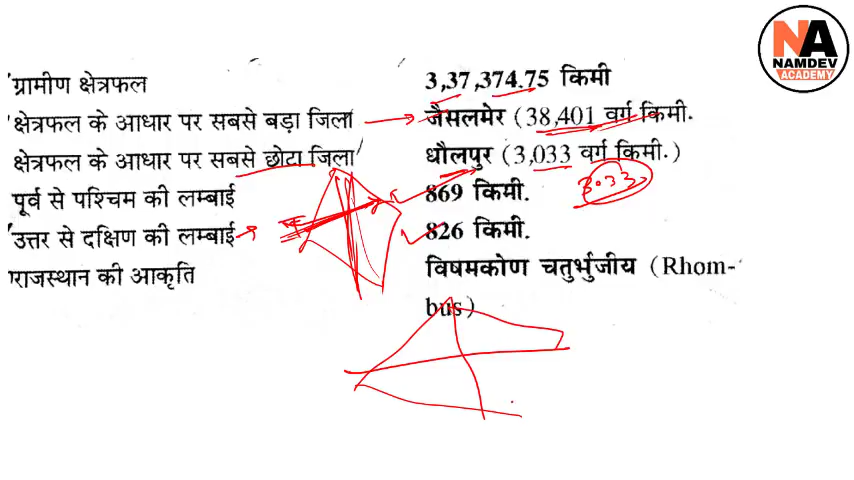 NA
NAMDEV
ACADEMY
ग्रामीण क्षेत्रफल 3,37,374.75 किमी
क्षेत्रफल के आधार पर सबसे बड़ा जिला जैसलमेर (38,401 वर्ग किमी.
क्षेत्रफल के आधार पर सबसे छोटा जिला धौलपुर (3,033 वर्ग किमी.)
3033
पूर्व से पश्चिम की लम्बाई 869 किमी.
उत्तर से दक्षिण की लम्बाई 826 किमी.
राजस्थान की आकृति विषमकोण चतुर्भुजीय (Rhom-
bus)